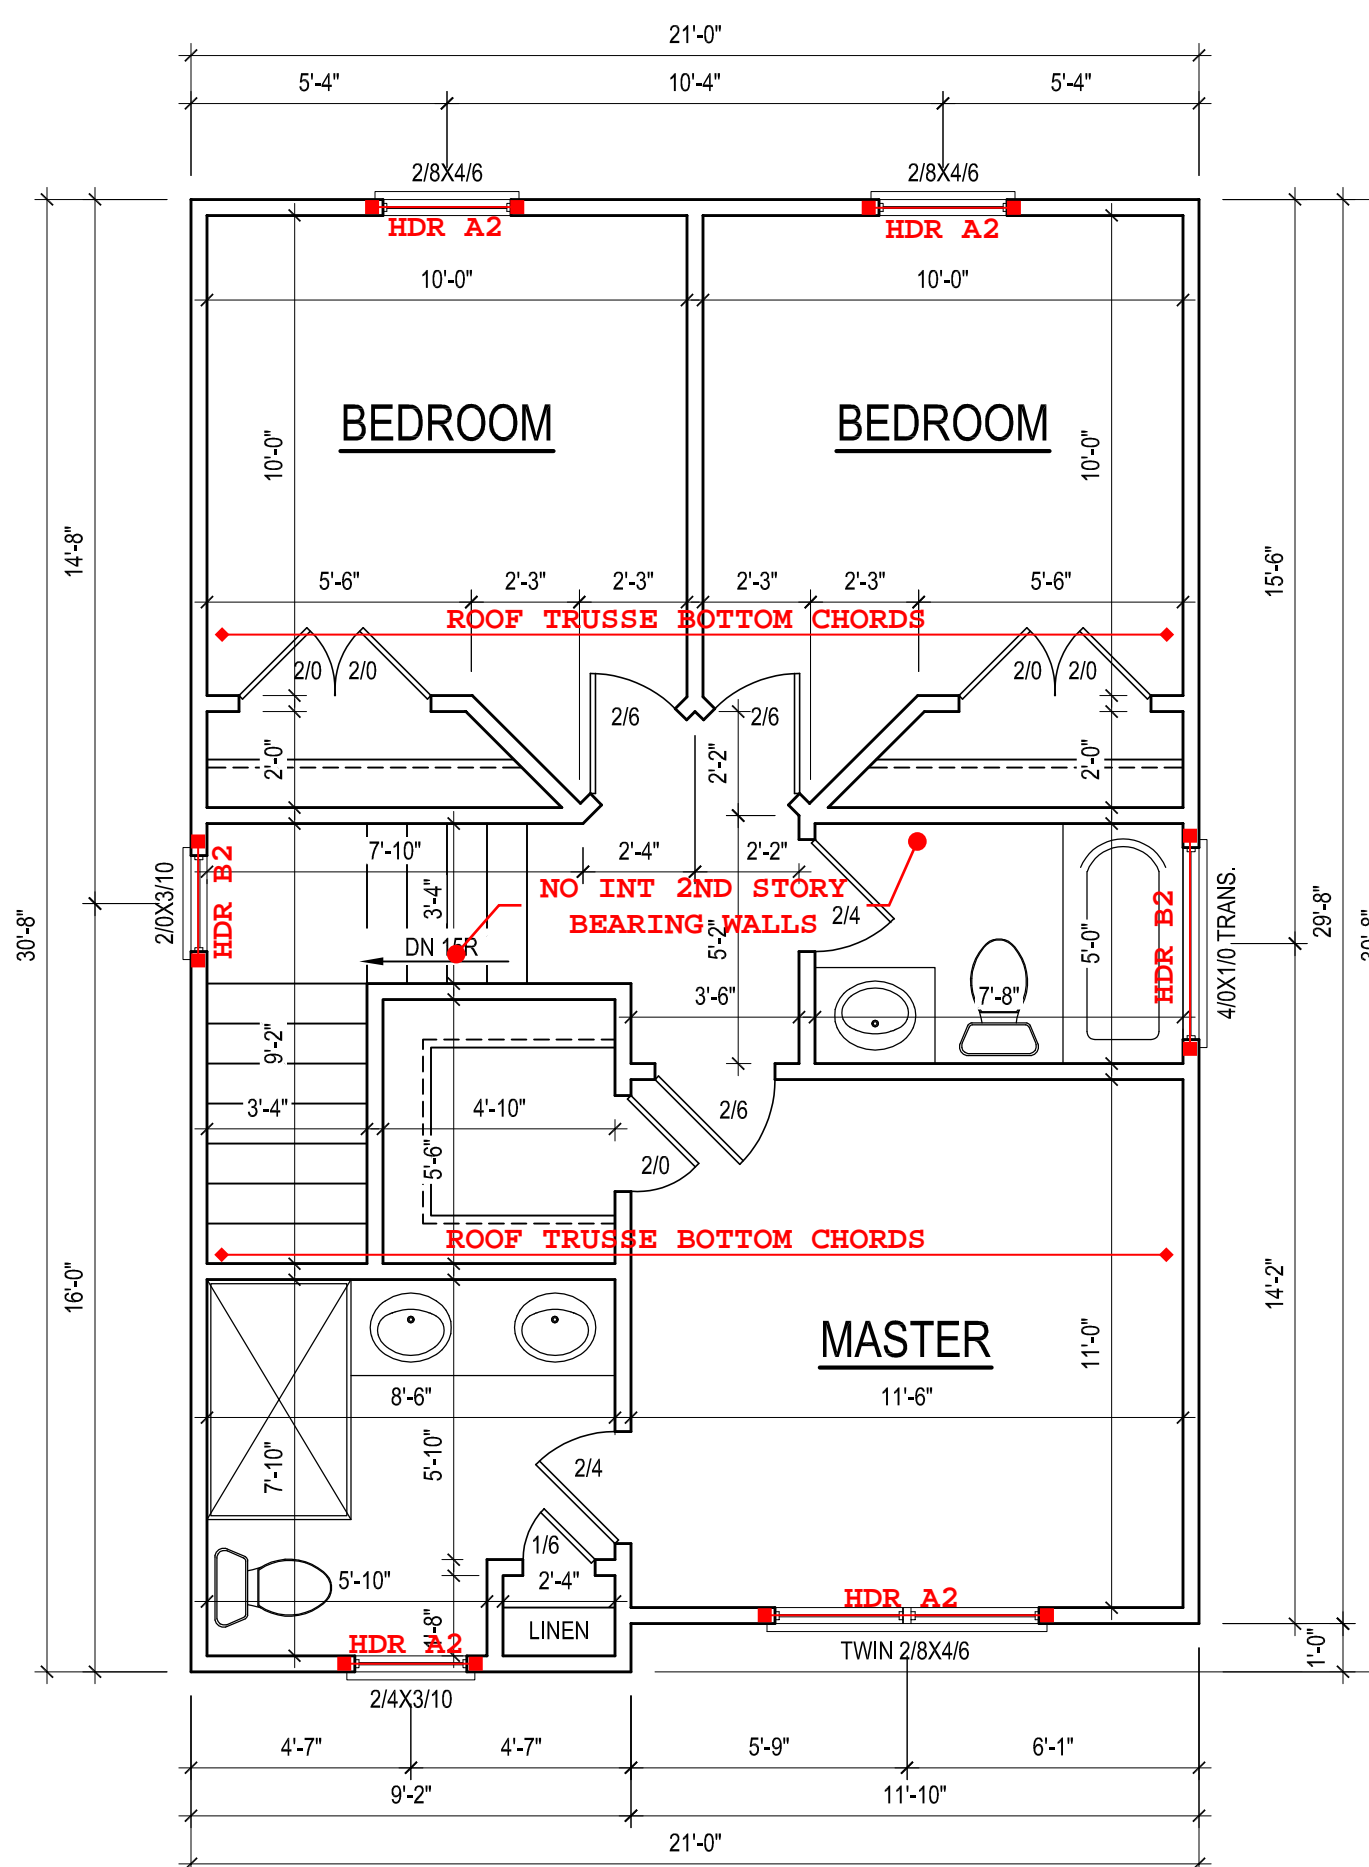 21'-0"
5'-4" 10'-4" 5'-4"
2/8X4/6 2/8X4/6
HDR A2 HDR A2
10'-0" 10'-0"
BEDROOM BEDROOM
10'-0" 10'-0"
14'-8" 15'-6"
5'-6" 2'-3" 2'-3" 2'-3" 2'-3" 5'-6"
ROOF TRUSSE BOTTOM CHORDS
2/0 2/0 2/0 2/0
2/6 2/6
2'-0" 2'-2" 2'-0"
7'-10" 2'-4" 2'-2"
2/0X3/10 HDR B2
3'-4"
NO INT 2ND STORY
BEARING WALLS
2/4
5'-2"
5'-0"
HDR B2
4/0X1/0 TRANS.
30'-8" 29'-8" 30'-8"
DN 15R
3'-6" 7'-8"
9'-2"
3'-4" 4'-10" 2/6
5'-6" 2/0
ROOF TRUSSE BOTTOM CHORDS
16'-0" 14'-2"
MASTER
11'-0"
8'-6" 11'-6"
7'-10" 5'-10" 2/4
1/6
5'-10" 2'-4"
HDR A2
LINEN
1'-8"
HDR A2
TWIN 2/8X4/6
1'-0"
2/4X3/10
4'-7" 4'-7" 5'-9" 6'-1"
9'-2" 11'-10"
21'-0"